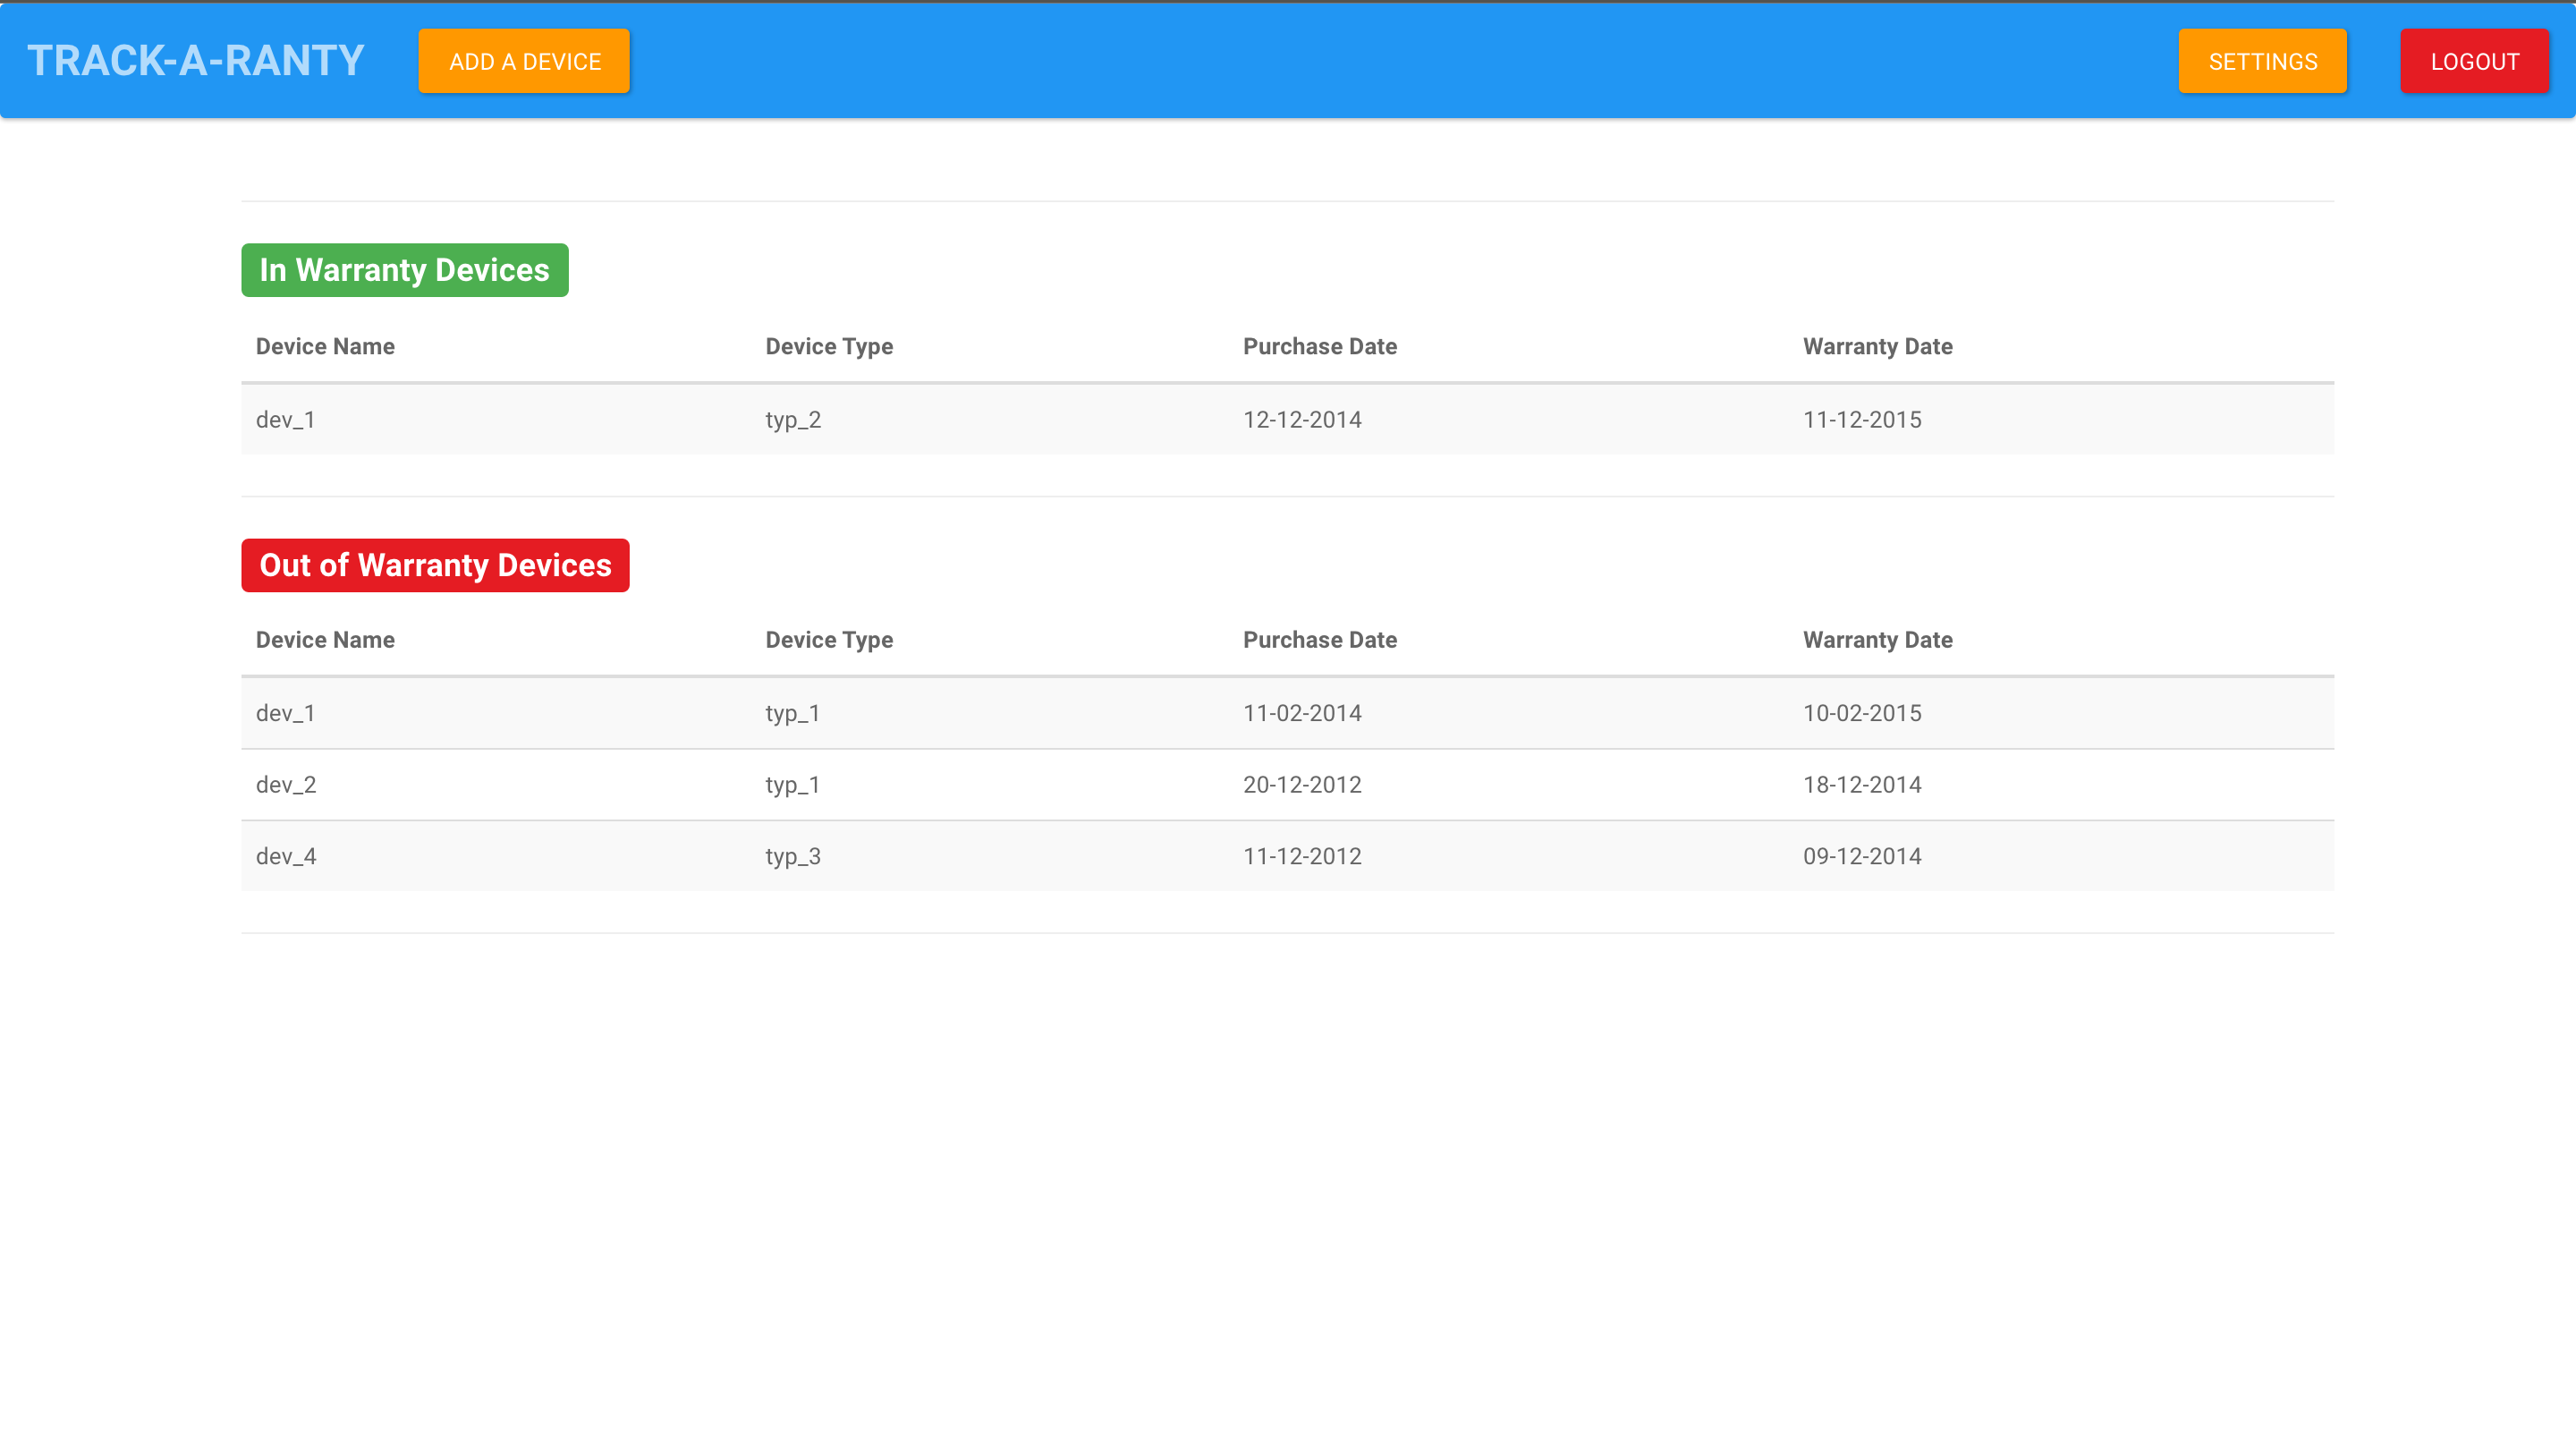 TRACK-A-RANTY ADD A DEVICE SETTINGS LOGOUT
In Warranty Devices
Device Name Device Type Purchase Date Warranty Date
dev_1 typ_2 12-12-2014 11-12-2015
Out of Warranty Devices
Device Name Device Type Purchase Date Warranty Date
dev_1 typ_1 11-02-2014 10-02-2015
dev_2 typ_1 20-12-2012 18-12-2014
dev_4 typ_3 11-12-2012 09-12-2014